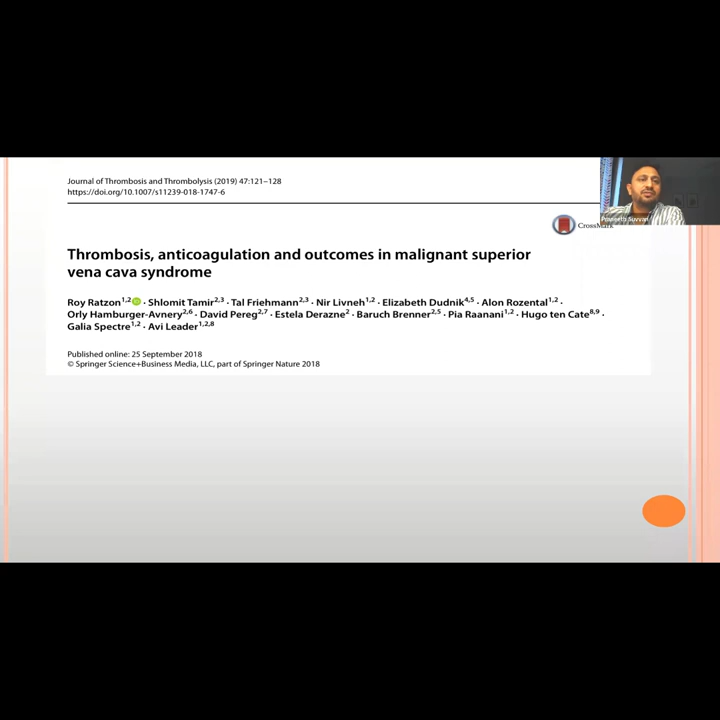 Journal of Thrombosis and Thrombolysis (2019) 47:121–128
https://doi.org/10.1007/s11239-018-1747-6
CrossMark
Praneeth Suvvari
Thrombosis, anticoagulation and outcomes in malignant superior
vena cava syndrome
Roy Ratzon1,2 · Shlomit Tamir2,3 · Tal Friehmann2,3 · Nir Livneh1,2 · Elizabeth Dudnik4,5 · Alon Rozental1,2 ·
Orly Hamburger-Avnery2,6 · David Pereg2,7 · Estela Derazne2 · Baruch Brenner2,5 · Pia Raanani1,2 · Hugo ten Cate8,9 ·
Galia Spectre1,2 · Avi Leader1,2,8
Published online: 25 September 2018
© Springer Science+Business Media, LLC, part of Springer Nature 2018